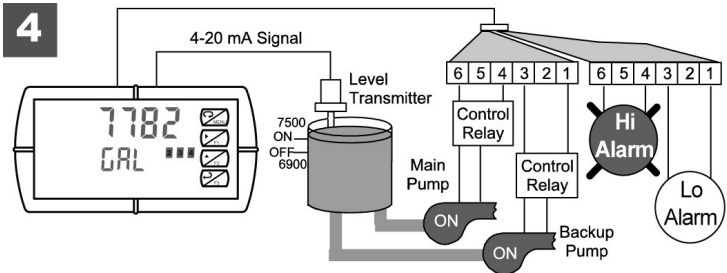 4
4-20 mA Signal
7782
GAL
MENU
F1
F2
F3
Level
Transmitter
7500
ON
OFF
6900
6 5 4 3 2 1
6 5 4 3 2 1
Control
Relay
Control
Relay
Main
Pump
ON
Backup
Pump
ON
Hi
Alarm
Lo
Alarm